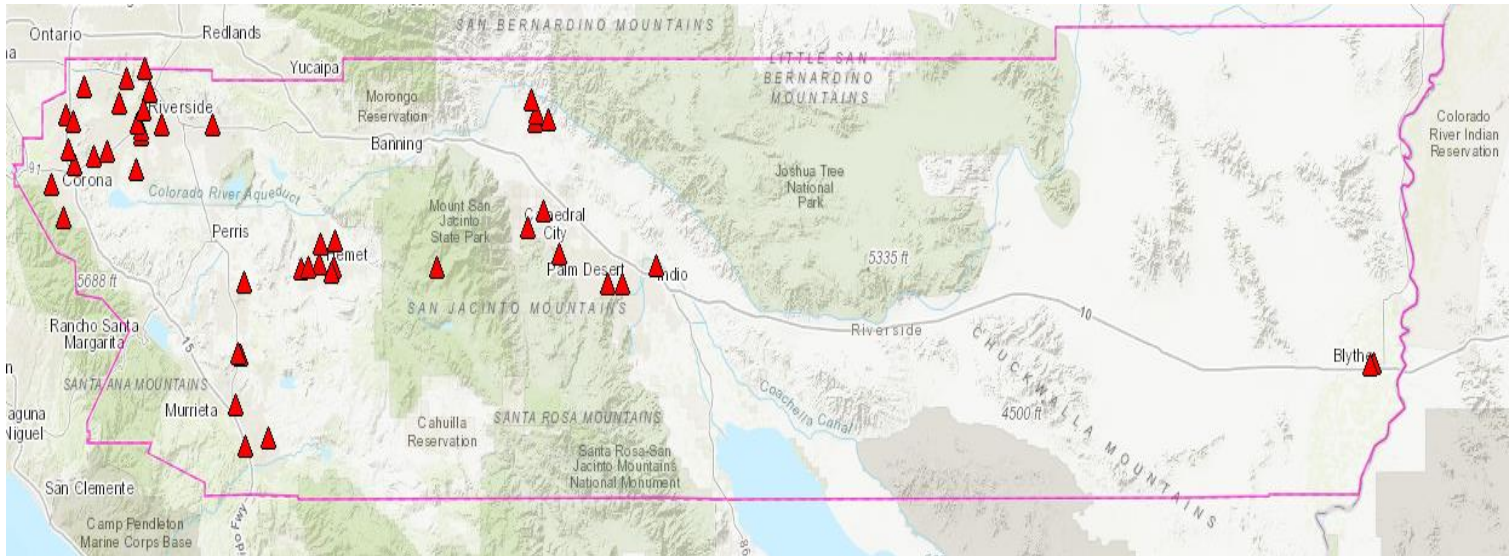 SAN BERNARDINO MOUNTAINS
Ontario
Redlands
Yucaipa
LITTLE SAN
BERNARDINO
MOUNTAINS
Morongo
Reservation
Riverside
Banning
Colorado
River Indian
Reservation
91
Corona
Colorado River Aqueduct
Joshua Tree
National
Park
Mount San
Jacinto
State Park
City
Perris
5335 ft
Palm Desert
Indio
5688 ft
SAN JACINTO MOUNTAINS
Rancho Santa
Margarita
15
Riverside
10
CHUCKWALLA MOUNTAINS
SANTA ANA MOUNTAINS
Murrieta
Coachella Canal
4500 ft
SANTA ROSA MOUNTAINS
Cahuilla
Reservation
Niguel
Santa Rosa-San
Jacinto Mountains
National Monument
San Clemente
Camp Pendleton
Marine Corps Base
Fwy
86